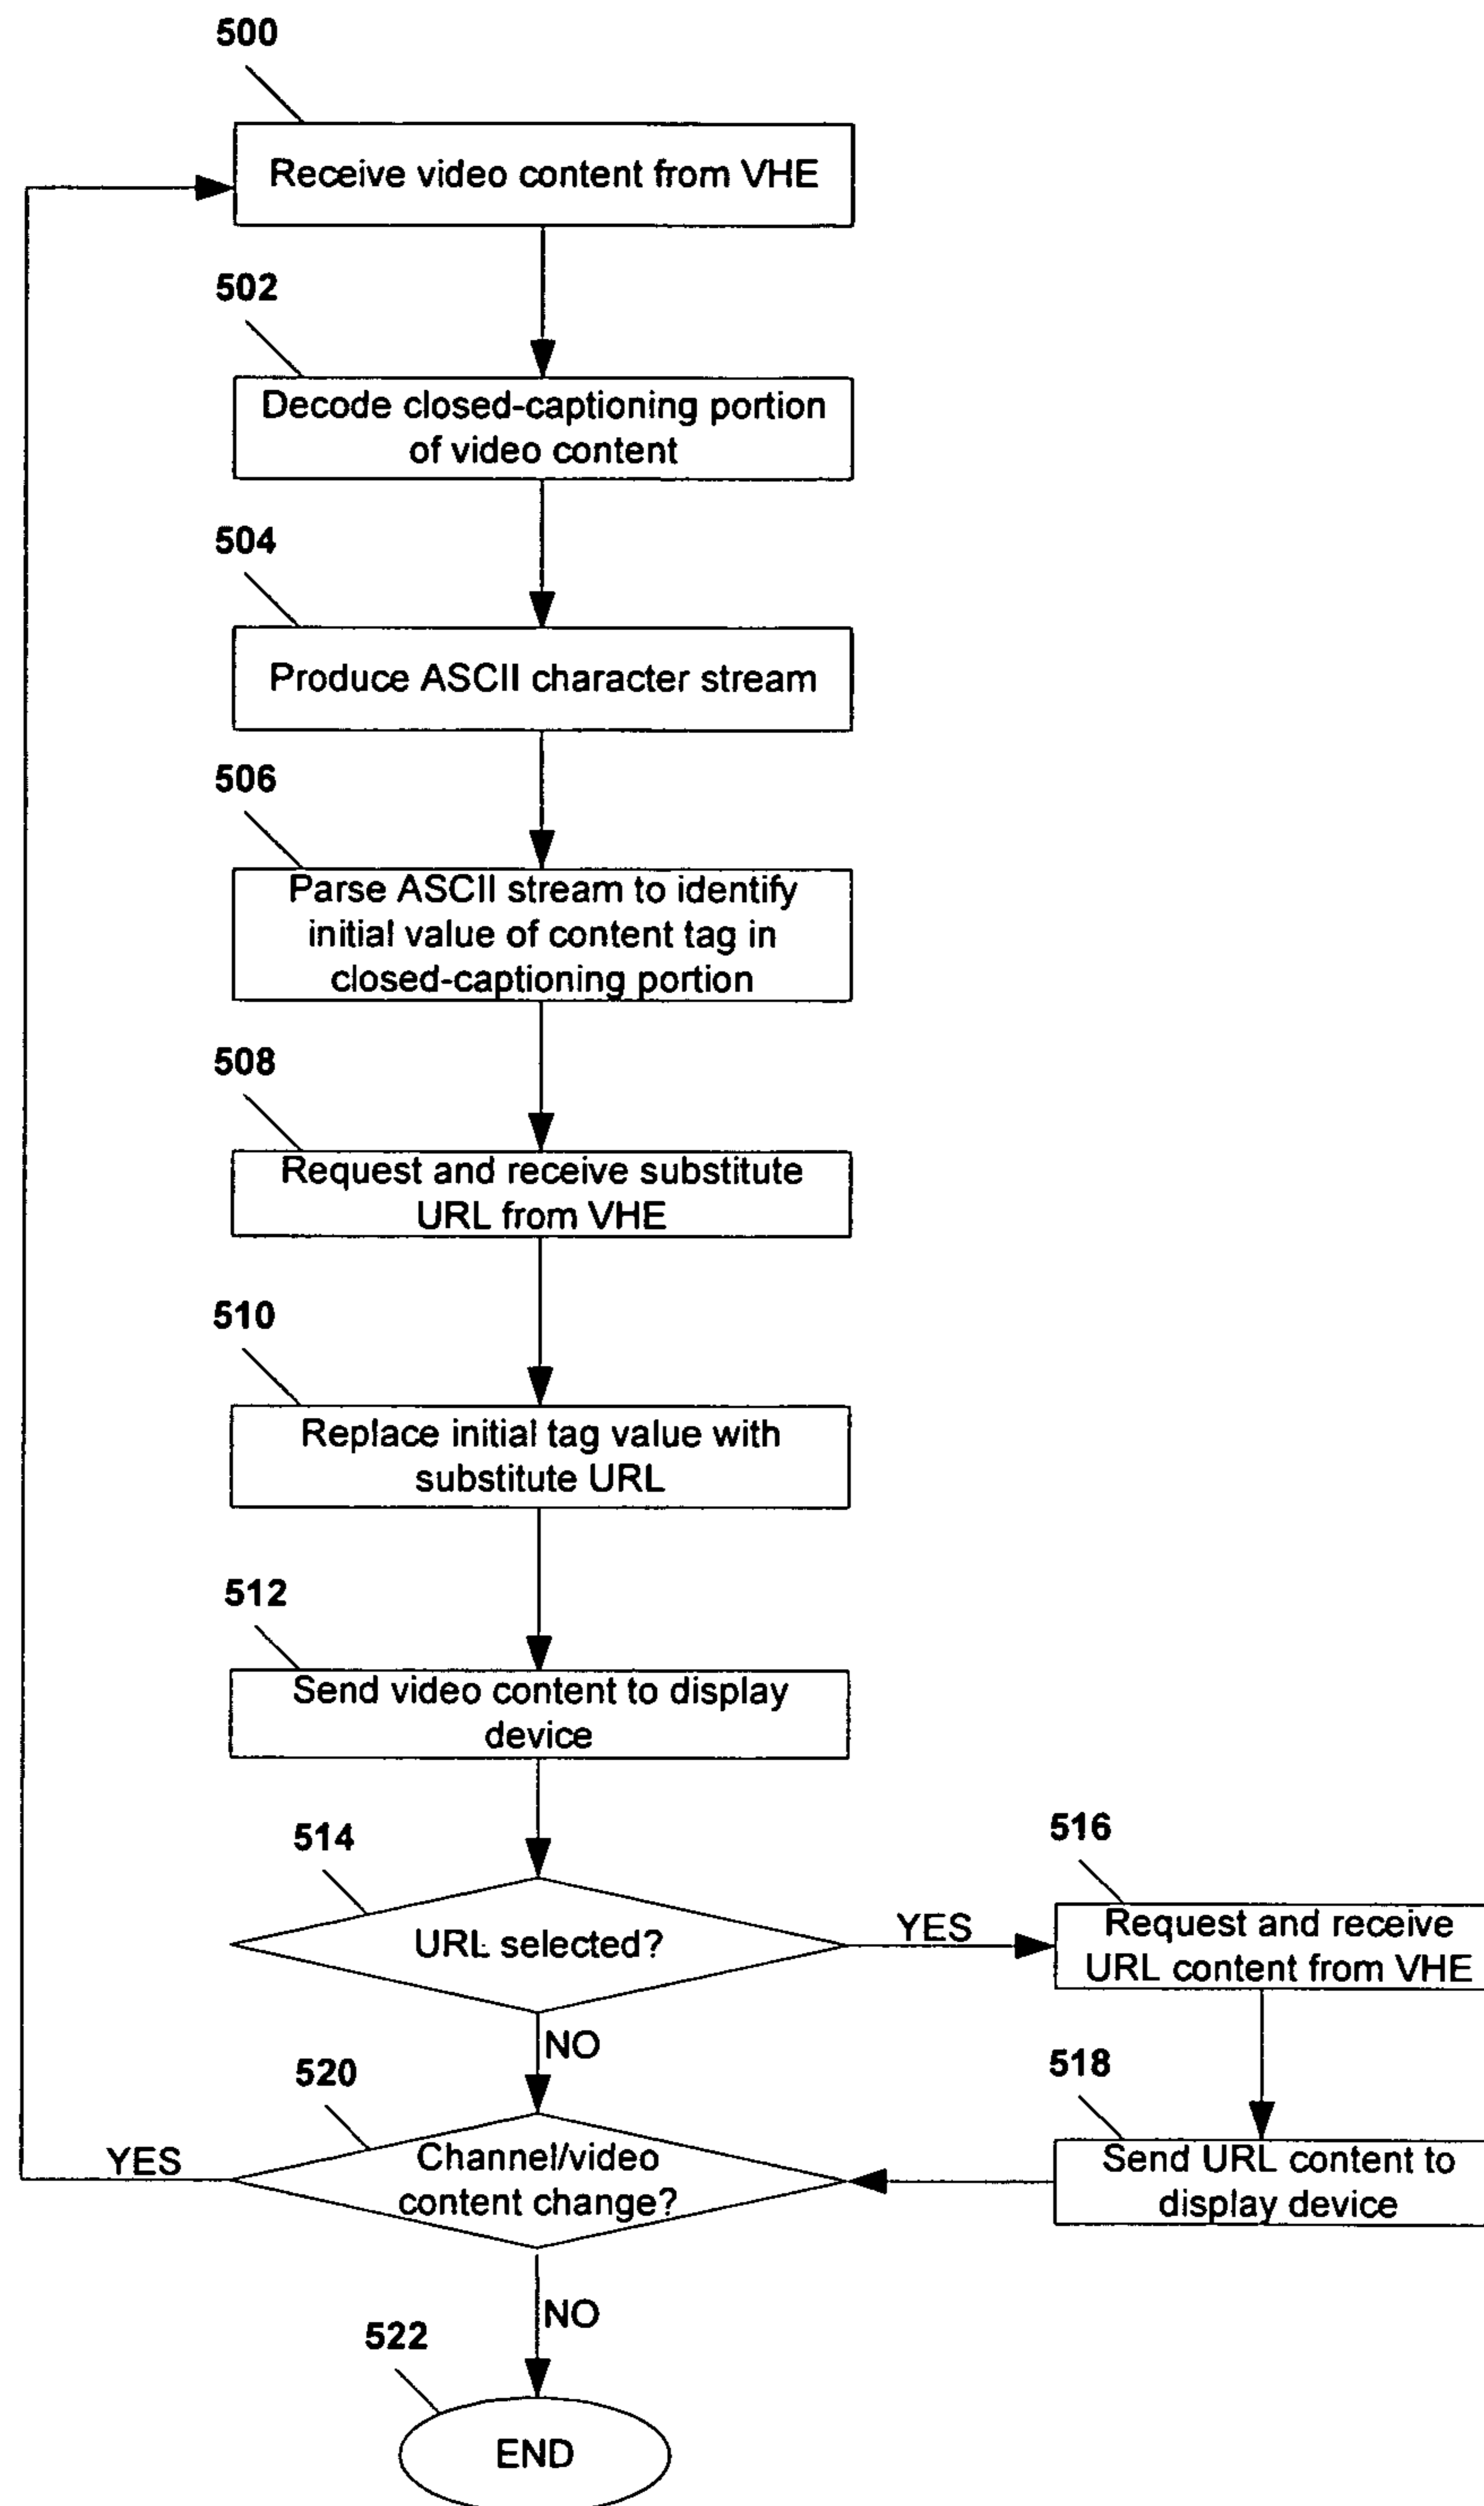 500
Receive video content from VHE
502
Decode closed-captioning portion
of video content
504
Produce ASCII character stream
506
Parse ASCII stream to identify
initial value of content tag in
closed-captioning portion
508
Request and receive substitute
URL from VHE
510
Replace initial tag value with
substitute URL
512
Send video content to display
device
514
URL selected?
YES
516
Request and receive
URL content from VHE
NO
518
Send URL content to
display device
520
Channel/video
content change?
YES
NO
522
END